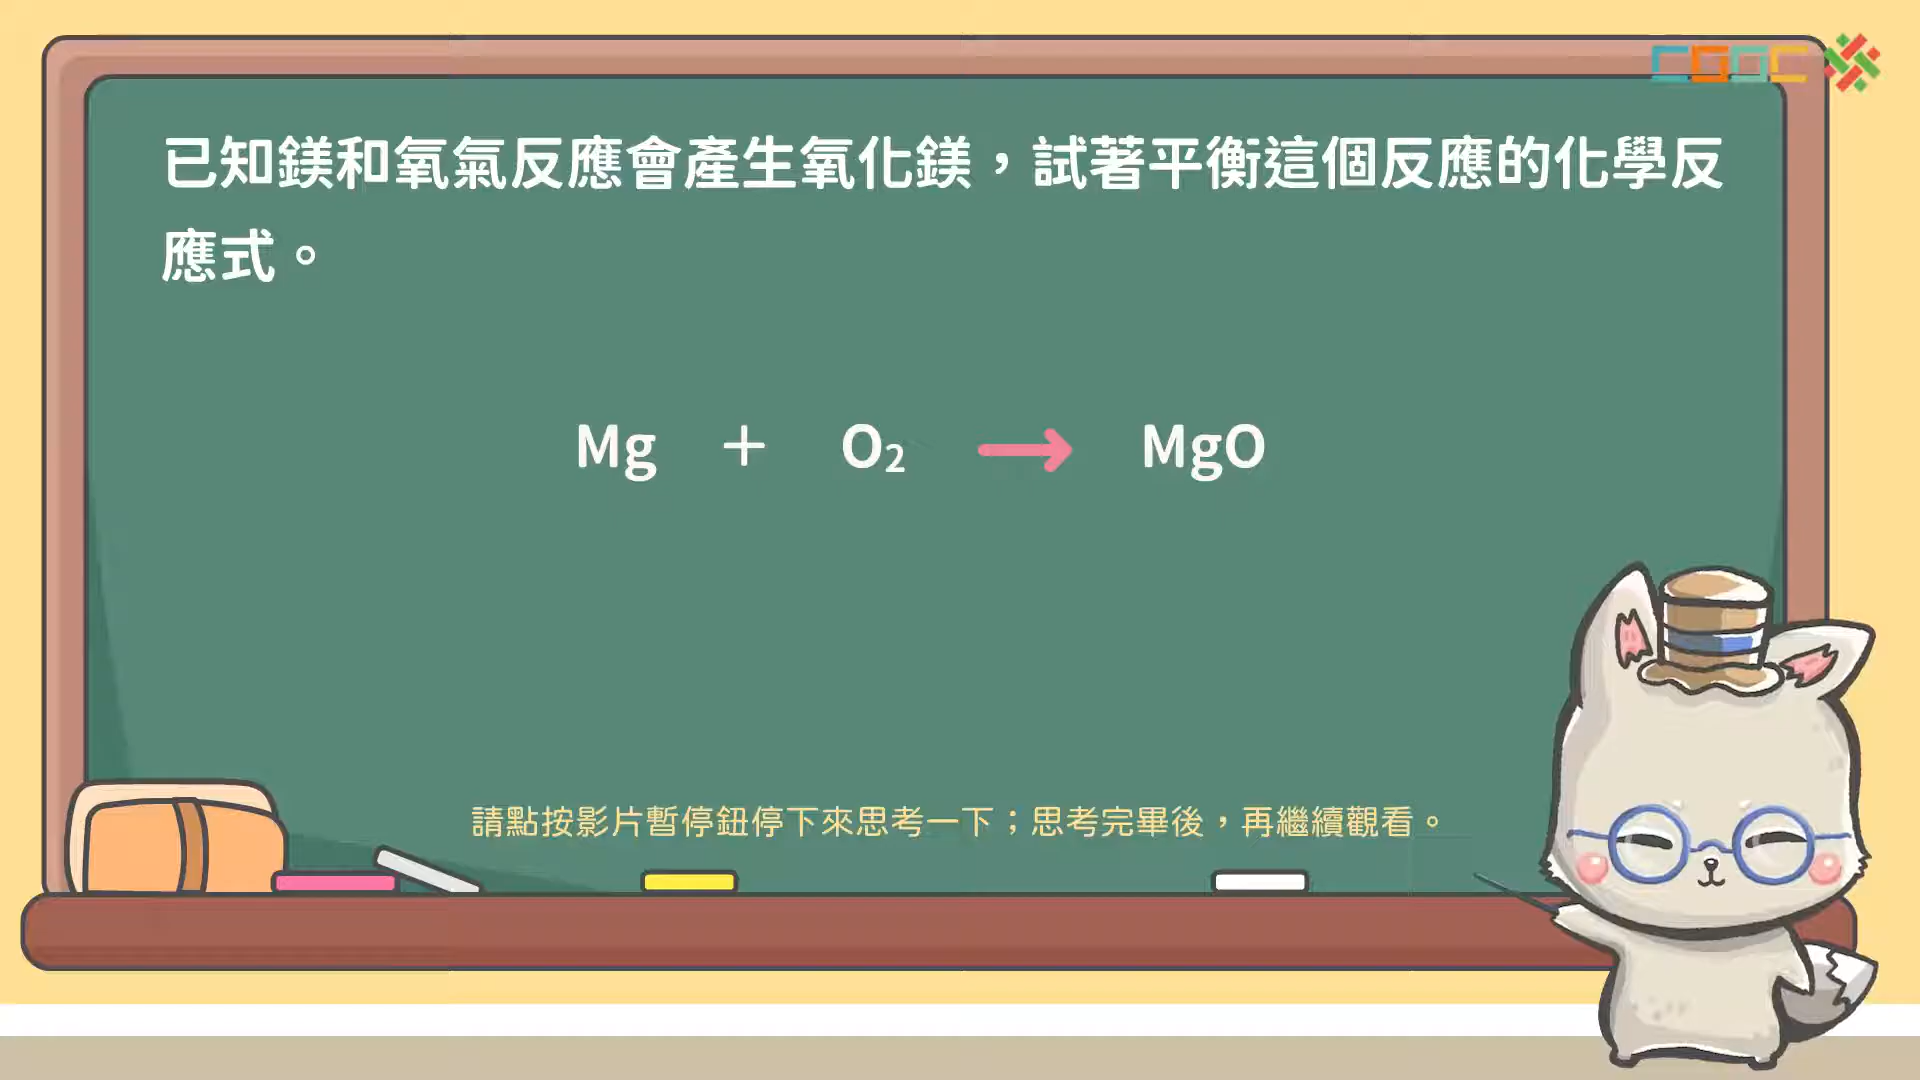 已知鎂和氧氣反應會產生氧化鎂，試著平衡這個反應的化學反
應式。
Mg + O₂ → MgO
請點按影片暫停鈕停下來思考一下；思考完畢後，再繼續觀看。